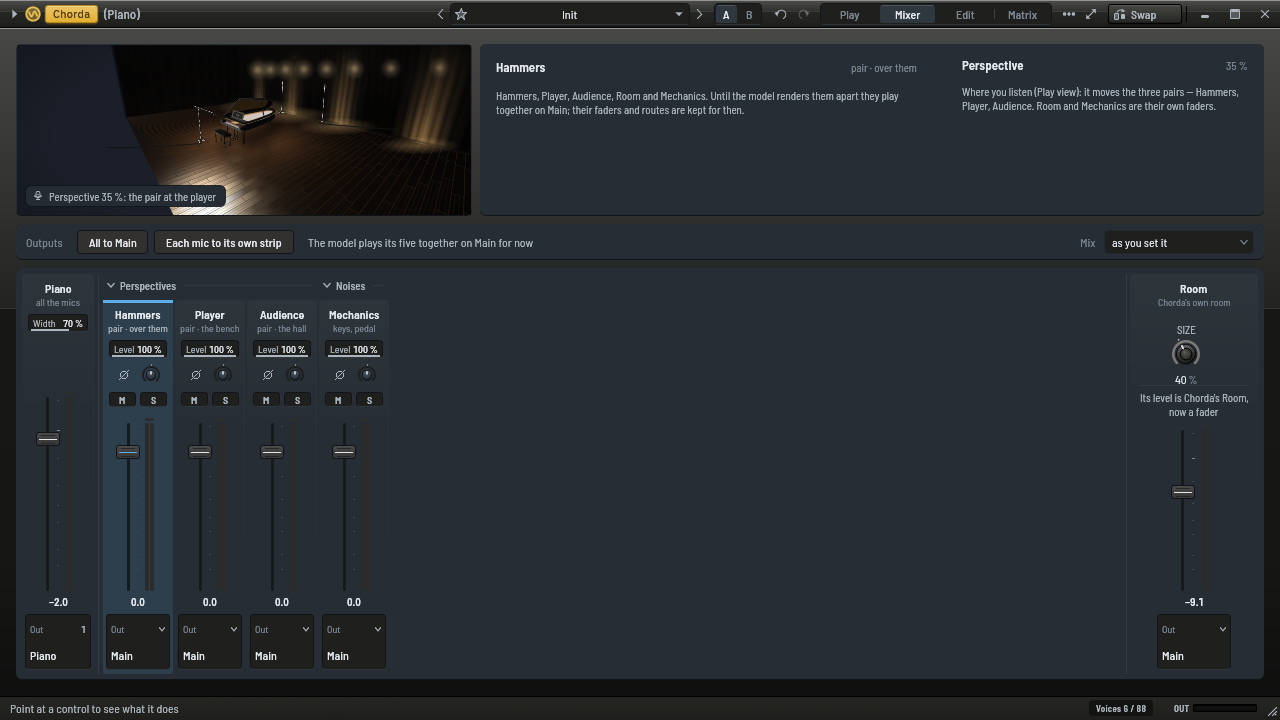 Chorda
(Piano)
Init
A
B
Play
Mixer
Edit
Matrix
Swap
Perspective 35 %: the pair at the player
Hammers
pair · over them
Hammers, Player, Audience, Room and Mechanics. Until the model renders them apart they play
together on Main; their faders and routes are kept for then.
Perspective
35 %
Where you listen (Play view): it moves the three pairs — Hammers,
Player, Audience. Room and Mechanics are their own faders.
Outputs
All to Main
Each mic to its own strip
The model plays its five together on Main for now
Mix
as you set it
Piano
all the mics
Width 70 %
-2.0
Out 1
Piano
Perspectives
Hammers
pair · over them
Level 100 %
M S
0.0
Out
Main
Player
pair · the bench
Level 100 %
M S
0.0
Out
Main
Audience
pair · the hall
Level 100 %
M S
0.0
Out
Main
Noises
Mechanics
keys, pedal
Level 100 %
M S
0.0
Out
Main
Room
Chorda's own room
SIZE
40 %
Its level is Chorda's Room,
now a fader
-9.1
Out
Main
Point at a control to see what it does
Voices 6 / 88
OUT